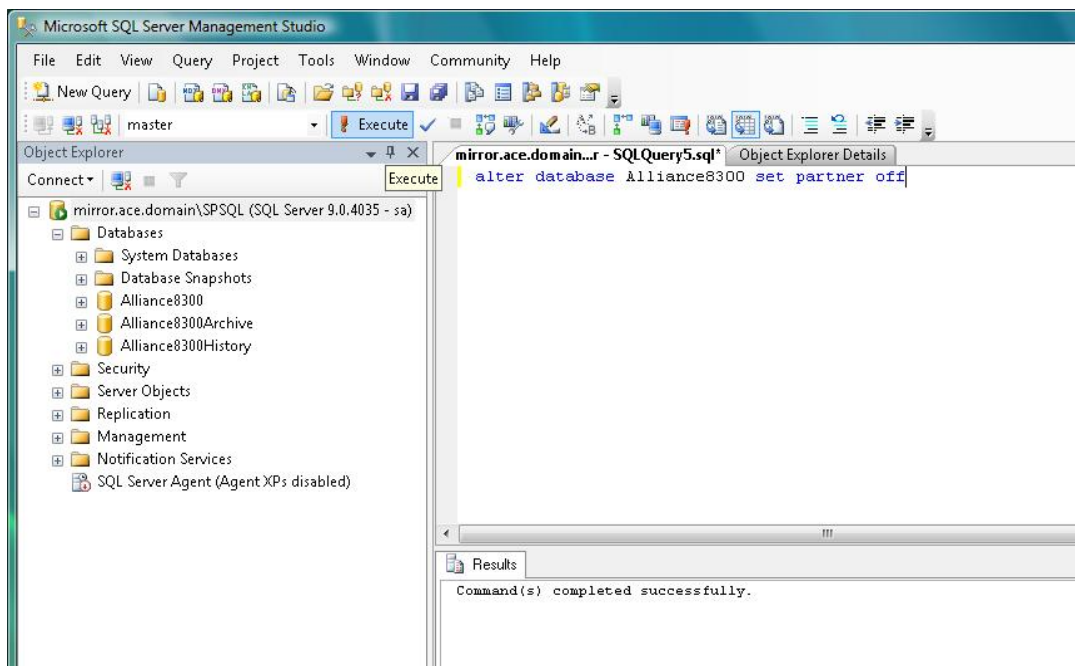 Microsoft SQL Server Management Studio
File Edit View Query Project Tools Window Community Help
New Query
master Execute
Object Explorer
mirror.ace.domain...r - SQLQuery5.sql* Object Explorer Details
Connect Execute
alter database Alliance8300 set partner off
mirror.ace.domain\SPSQL (SQL Server 9.0.4035 - sa)
Databases
System Databases
Database Snapshots
Alliance8300
Alliance8300Archive
Alliance8300History
Security
Server Objects
Replication
Management
Notification Services
SQL Server Agent (Agent XPs disabled)
Results
Command(s) completed successfully.